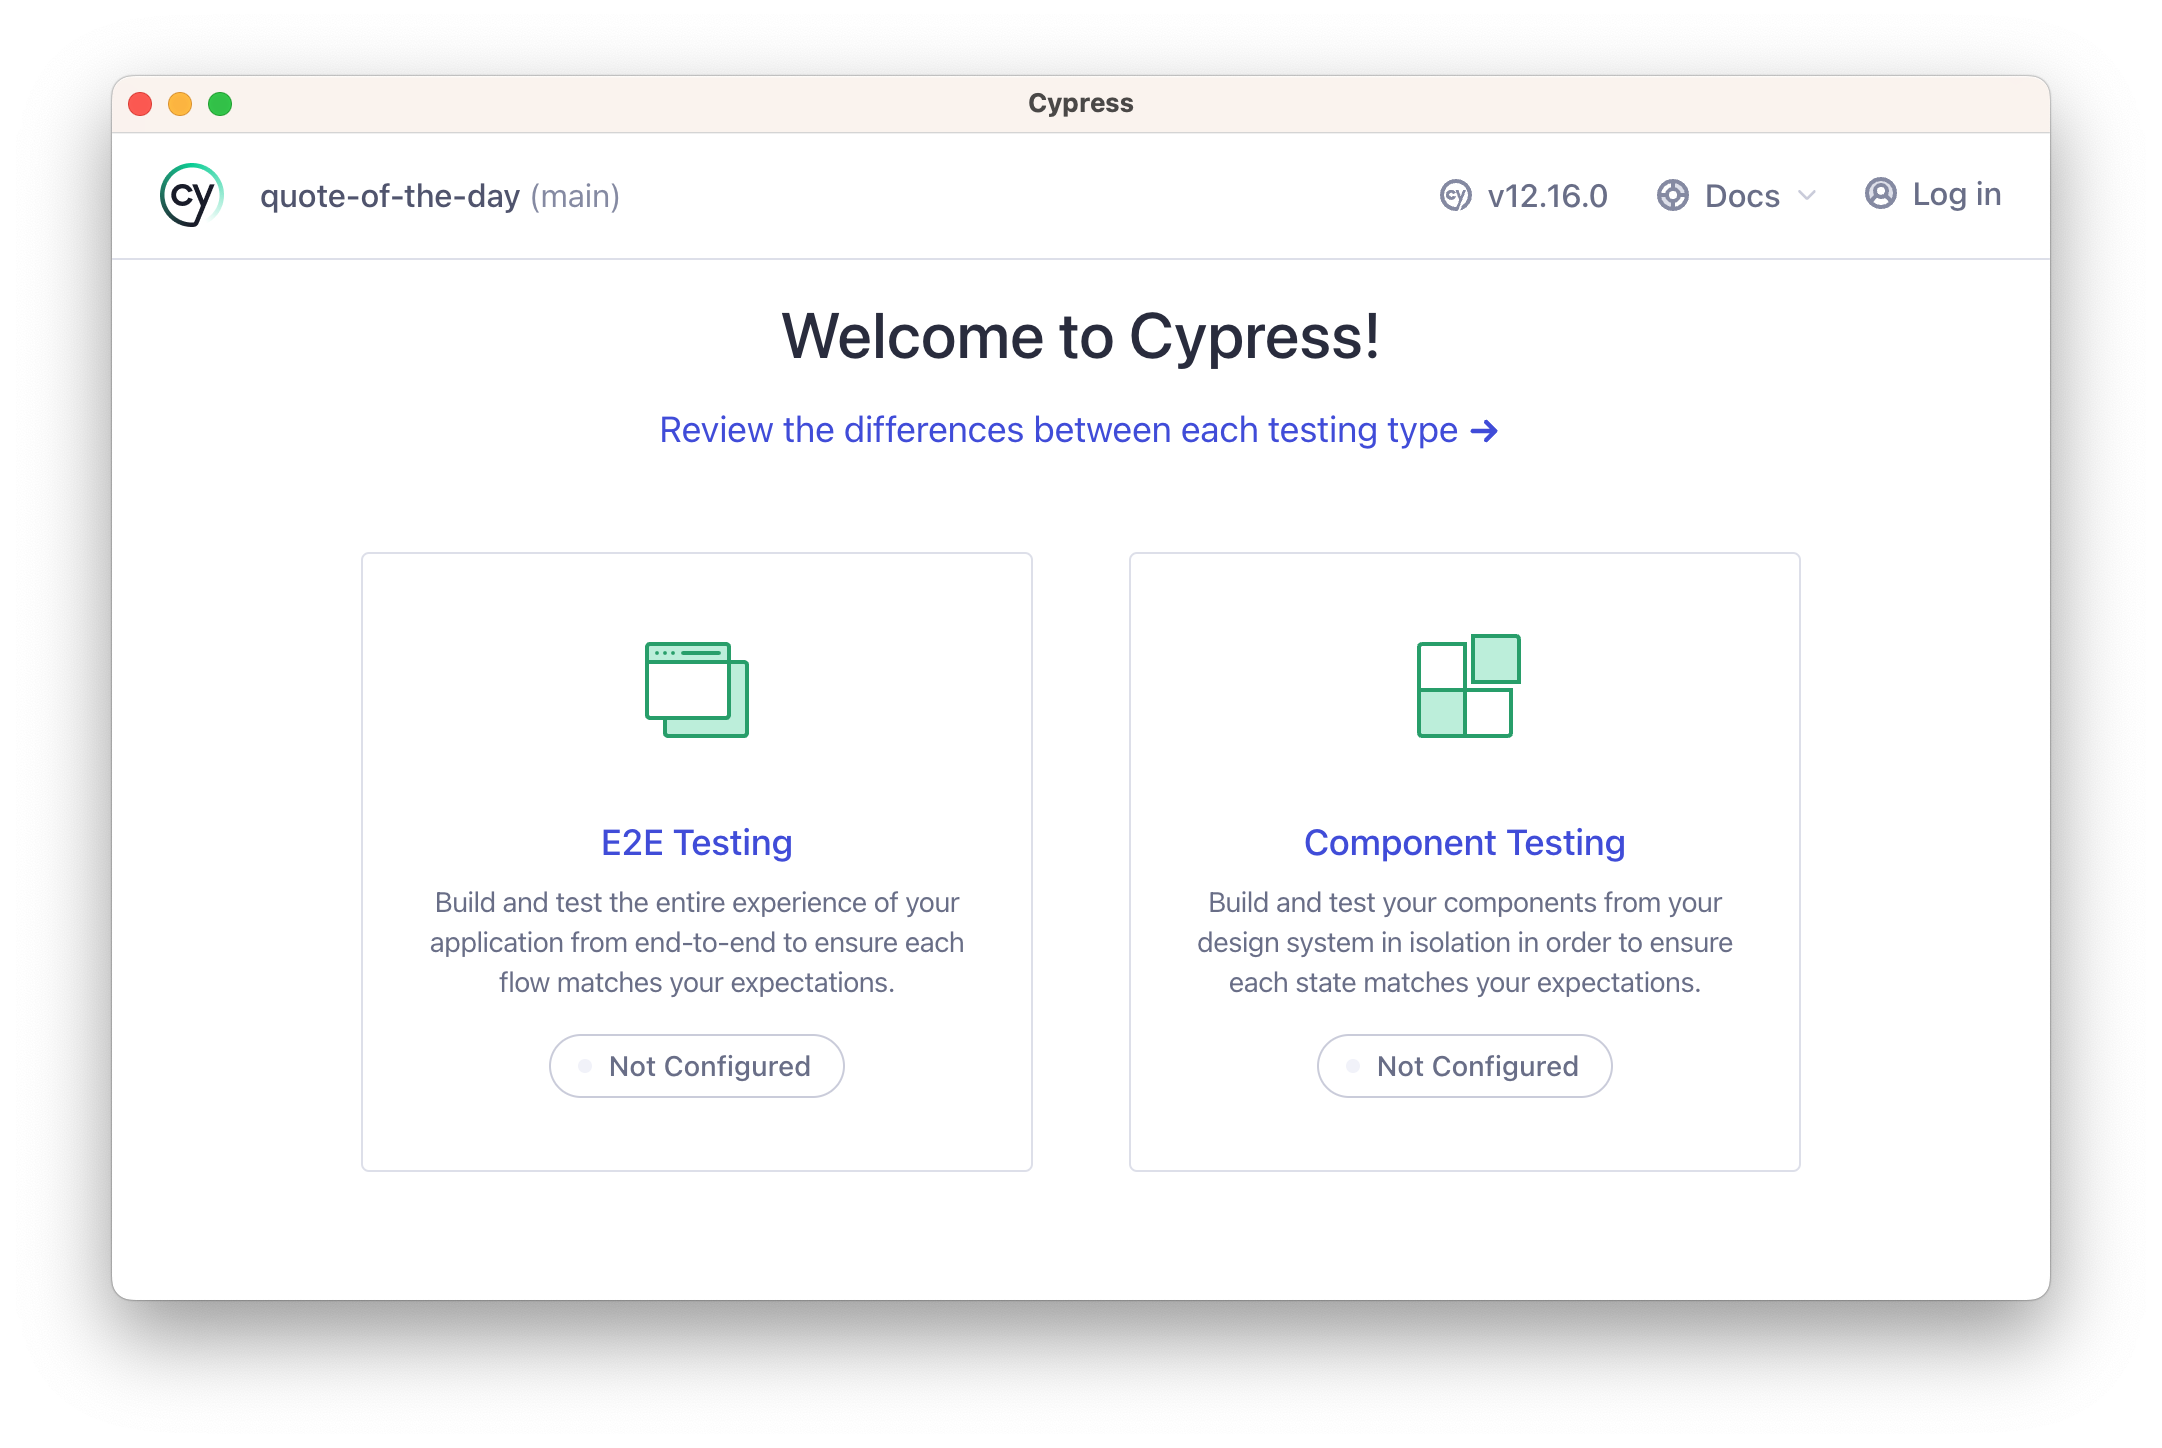 Cypress
cy
quote-of-the-day (main)
cy
v12.16.0
Docs
Log in
Welcome to Cypress!
Review the differences between each testing type →
E2E Testing
Build and test the entire experience of your
application from end-to-end to ensure each
flow matches your expectations.
Not Configured
Component Testing
Build and test your components from your
design system in isolation in order to ensure
each state matches your expectations.
Not Configured